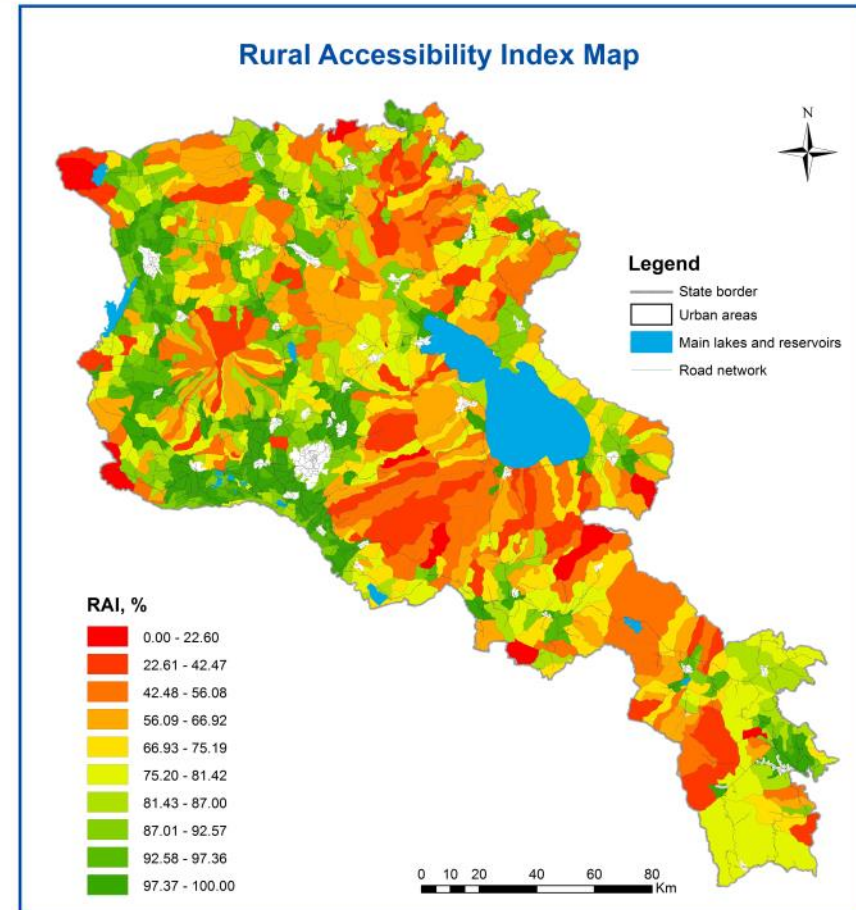 Rural Accessibility Index Map
N
Legend
State border
Urban areas
Main lakes and reservoirs
Road network
RAI, %
0.00 - 22.60
22.61 - 42.47
42.48 - 56.08
56.09 - 66.92
66.93 - 75.19
75.20 - 81.42
81.43 - 87.00
87.01 - 92.57
92.58 - 97.36
97.37 - 100.00
0 5 10 20 40 60 80
Km